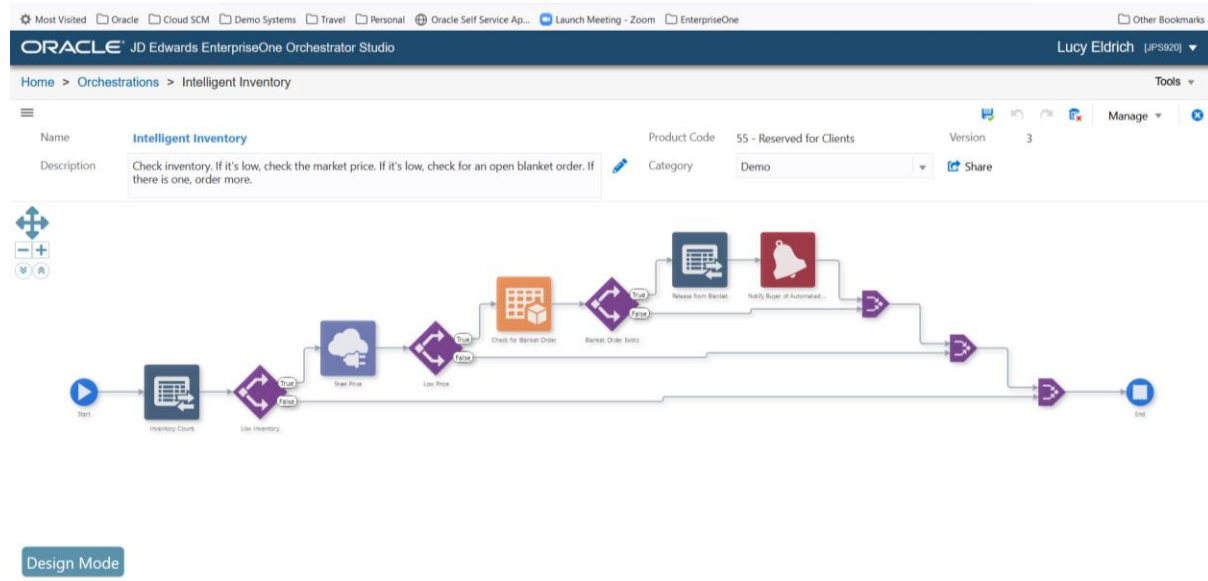 Most Visited Oracle Cloud SCM Demo Systems Travel Personal Oracle Self Service Ap... Launch Meeting - Zoom EnterpriseOne Other Bookmarks
ORACLE JD Edwards EnterpriseOne Orchestrator Studio Lucy Eldrich [JPS920]
Home > Orchestrations > Intelligent Inventory Tools
Manage
Name Intelligent Inventory Product Code 55 - Reserved for Clients Version 3
Description Check inventory. If it's low, check the market price. If it's low, check for an open blanket order. If
there is one, order more.
Category Demo Share
Release from Blanket Notify Buyer of Automated ...
True
False
Check for Blanket Order Blanket Order Exists
True
False
Steel Price Low Price
True
False
Start Inventory Count Low Inventory End
Design Mode